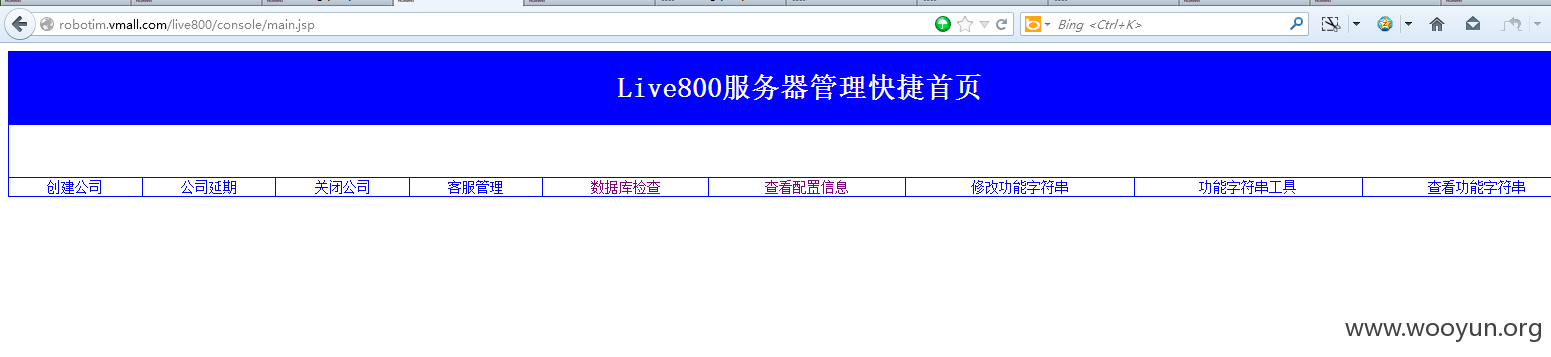 robotim.vmall.com/live800/console/main.jsp
Bing <Ctrl+K>
Live800服务器管理快捷首页
创建公司 公司延期 关闭公司 客服管理 数据库检查 查看配置信息 修改功能字符串 功能字符串工具 查看功能字符串
www.wooyun.org